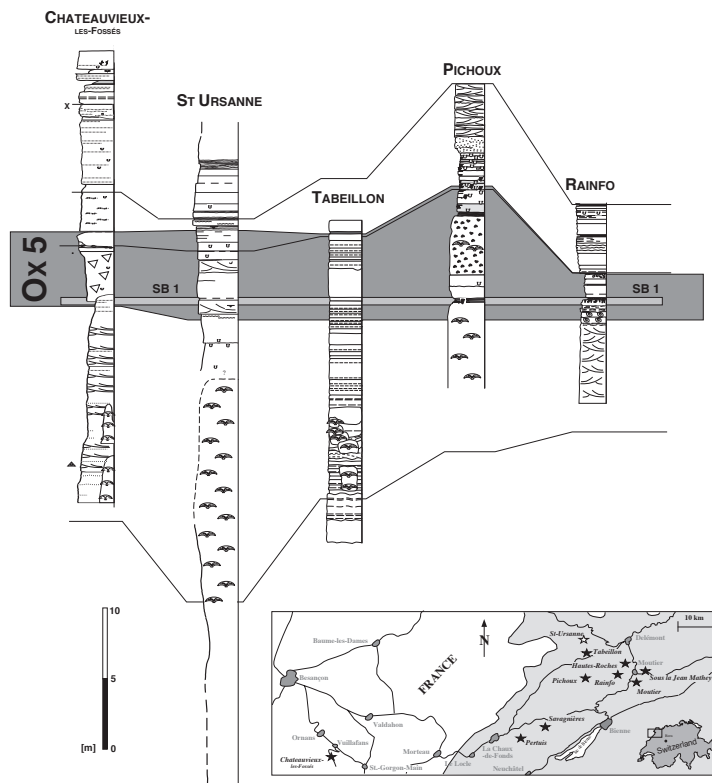 CHATEAUVIEUX-
LES-FOSSÉS
ST URSANNE
PICHOUX
TABEILLON
RAINFO
X
OX 5
SB 1
SB 1
?
10
5
[m]
0
10 km
N
FRANCE
Baume-les-Dames
Besançon
St-Ursanne
Delémont
Tabeillon
Hautes-Roches
Moutier
Pichoux
Rainfo
Sous la Jean Mathey
Moutier
Valdahon
Savagnières
Ornans
Vuillafans
Pertuis
Bienne
Chateauvieux-
les-Fossés
Morteau
La Chaux-
de-Fonds
Le Locle
St.-Gorgon-Main
Neuchâtel
Switzerland